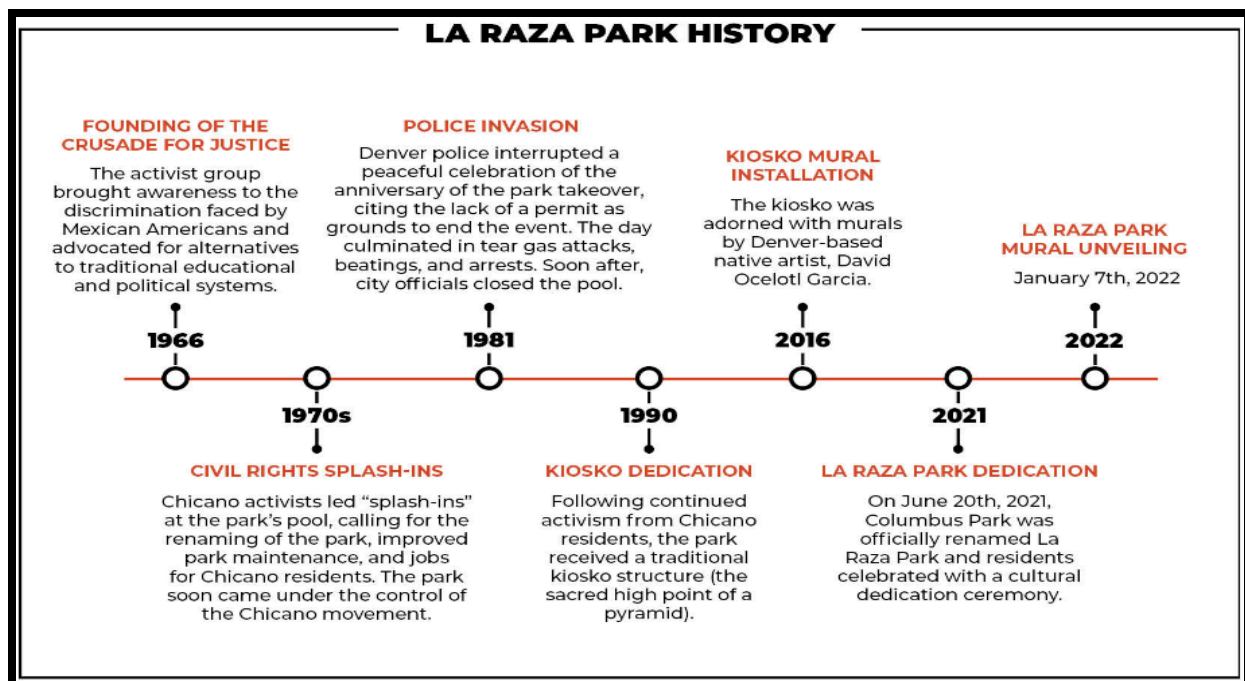 LA RAZA PARK HISTORY
FOUNDING OF THE
CRUSADE FOR JUSTICE
The activist group
brought awareness to the
discrimination faced by
Mexican Americans and
advocated for alternatives
to traditional educational
and political systems.
1966
1970s
CIVIL RIGHTS SPLASH-INS
Chicano activists led “splash-ins”
at the park’s pool, calling for the
renaming of the park, improved
park maintenance, and jobs
for Chicano residents. The park
soon came under the control of
the Chicano movement.
POLICE INVASION
Denver police interrupted a
peaceful celebration of the
anniversary of the park takeover,
citing the lack of a permit as
grounds to end the event. The day
culminated in tear gas attacks,
beatings, and arrests. Soon after,
city officials closed the pool.
1981
1990
KIOSKO DEDICATION
Following continued
activism from Chicano
residents, the park
received a traditional
kiosko structure (the
sacred high point of a
pyramid).
KIOSKO MURAL
INSTALLATION
The kiosko was
adorned with murals
by Denver-based
native artist, David
Ocelotl Garcia.
2016
2021
LA RAZA PARK DEDICATION
On June 20th, 2021,
Columbus Park was
officially renamed La
Raza Park and residents
celebrated with a cultural
dedication ceremony.
LA RAZA PARK
MURAL UNVEILING
January 7th, 2022
2022